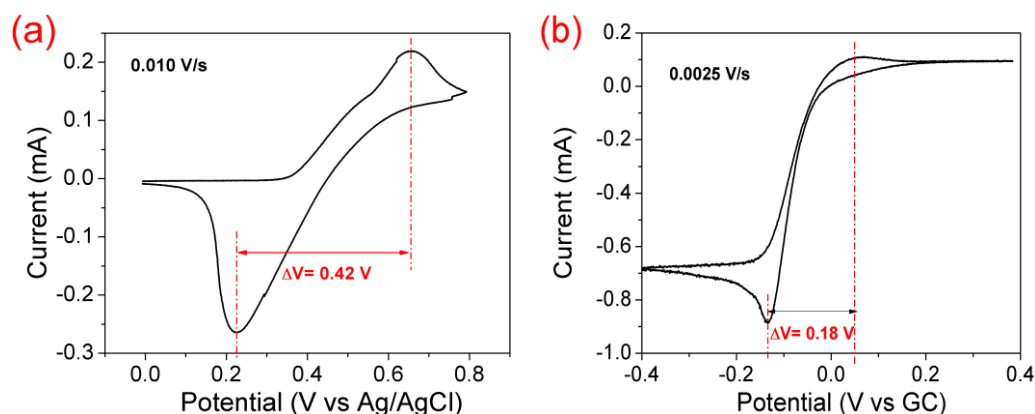 (a)
0.010 V/s
ΔV= 0.42 V
Current (mA)
0.2
0.1
0.0
-0.1
-0.2
-0.3
0.0 0.2 0.4 0.6 0.8
Potential (V vs Ag/AgCl)
(b)
0.0025 V/s
ΔV= 0.18 V
Current (mA)
0.2
0.0
-0.2
-0.4
-0.6
-0.8
-1.0
-0.4 -0.2 0.0 0.2 0.4
Potential (V vs GC)